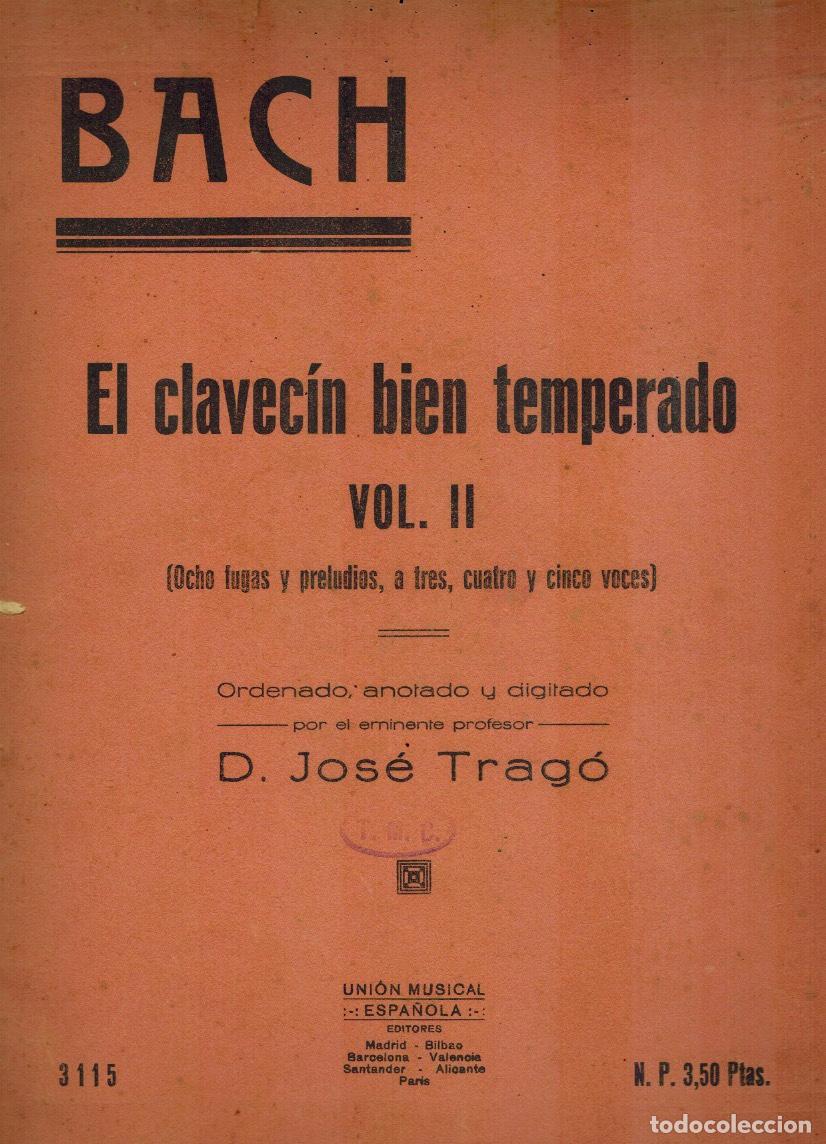 BACH
El clavecín bien temperado
VOL. II
(Ocho fugas y preludios, a tres, cuatro y cinco voces)
Ordenado, anotado y digitado
por el eminente profesor
D. José Tragó
T. M. C.
UNIÓN MUSICAL
:-: ESPAÑOLA :-:
EDITORES
Madrid - Bilbao
Barcelona - Valencia
Santander - Alicante
París
3115
N. P. 3,50 Ptas.
todocoleccion